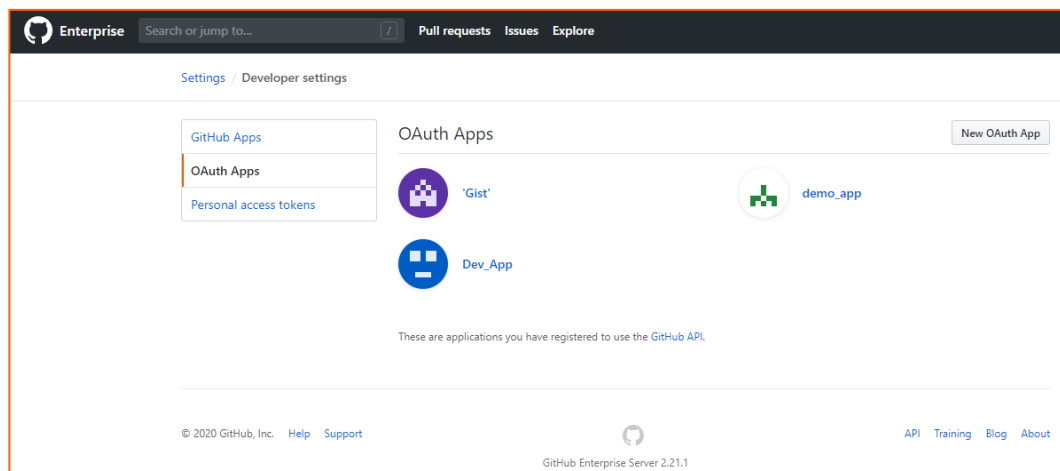 Enterprise Search or jump to... / Pull requests Issues Explore
Settings / Developer settings
GitHub Apps
OAuth Apps
Personal access tokens
OAuth Apps New OAuth App
'Gist' demo_app
Dev_App
These are applications you have registered to use the GitHub API.
© 2020 GitHub, Inc. Help Support API Training Blog About
GitHub Enterprise Server 2.21.1